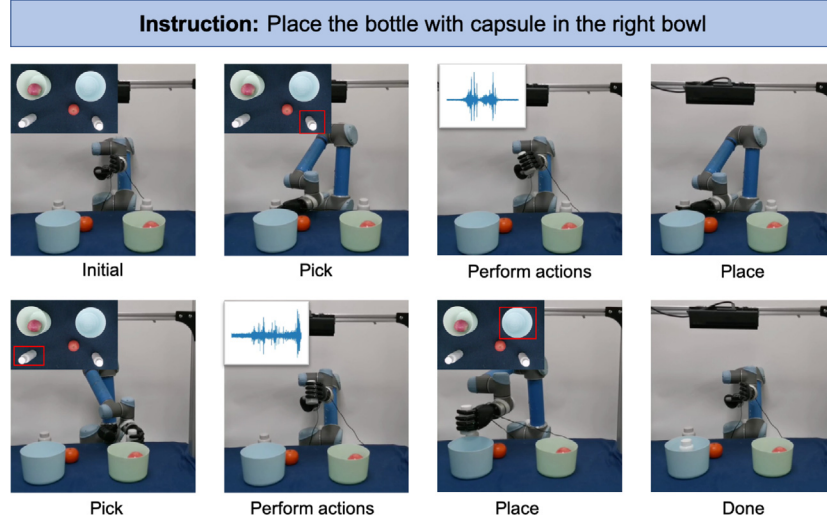 Instruction: Place the bottle with capsule in the right bowl
Initial
Pick
Perform actions
Place
Pick
Perform actions
Place
Done